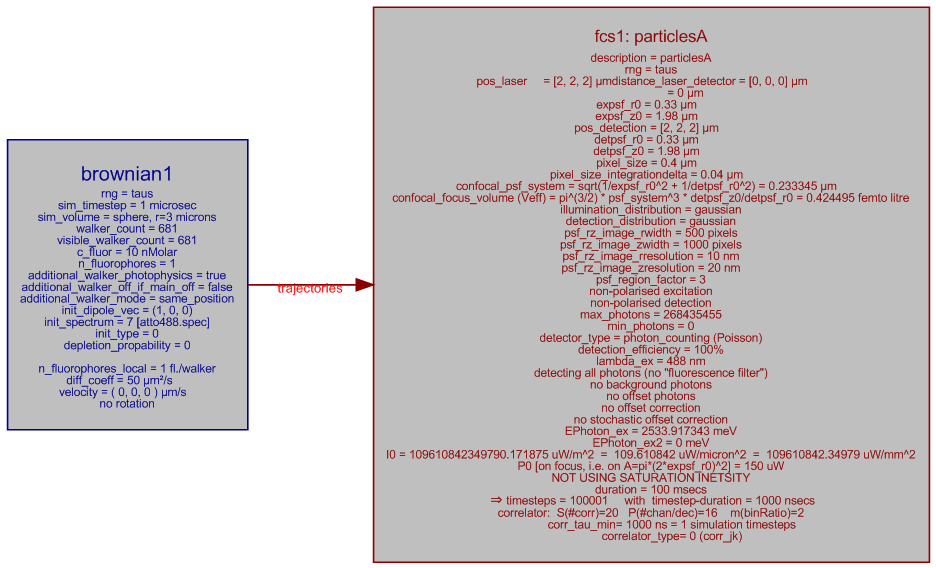 brownian1
rng = taus
sim_timestep = 1 microsec
sim_volume = sphere, r=3 microns
walker_count = 681
visible_walker_count = 681
c_fluor = 10 nMolar
n_fluorophores = 1
additional_walker_photophysics = true
additional_walker_off_if_main_off = false
additional_walker_mode = same_position
init_dipole_vec = (1, 0, 0)
init_spectrum = 7 [atto488.spec]
init_type = 0
depletion_propability = 0
n_fluorophores_local = 1 fl./walker
diff_coeff = 50 µm²/s
velocity = ( 0, 0, 0 ) µm/s
no rotation
trajectories
fcs1: particlesA
description = particlesA
rng = taus
pos_laser = [2, 2, 2] µmdistance_laser_detector = [0, 0, 0] µm
= 0 µm
expsf_r0 = 0.33 µm
expsf_z0 = 1.98 µm
pos_detection = [2, 2, 2] µm
detpsf_r0 = 0.33 µm
detpsf_z0 = 1.98 µm
pixel_size = 0.4 µm
pixel_size_integrationdelta = 0.04 µm
confocal_psf_system = sqrt(1/expsf_r0^2 + 1/detpsf_r0^2) = 0.233345 µm
confocal_focus_volume (Veff) = pi^(3/2) * psf_system^3 * detpsf_z0/detpsf_r0 = 0.424495 femto litre
illumination_distribution = gaussian
detection_distribution = gaussian
psf_rz_image_rwidth = 500 pixels
psf_rz_image_zwidth = 1000 pixels
psf_rz_image_rresolution = 10 nm
psf_rz_image_zresolution = 20 nm
psf_region_factor = 3
non-polarised excitation
non-polarised detection
max_photons = 268435455
min_photons = 0
detector_type = photon_counting (Poisson)
detection_efficiency = 100%
lambda_ex = 488 nm
detecting all photons (no "fluorescence filter")
no background photons
no offset photons
no offset correction
no stochastic offset correction
EPhoton_ex = 2533.917343 meV
EPhoton_ex2 = 0 meV
I0 = 109610842349790.171875 uW/m^2 = 109.610842 uW/micron^2 = 109610842.34979 uW/mm^2
P0 [on focus, i.e. on A=pi*(2*expsf_r0)^2] = 150 uW
NOT USING SATURATION INETSITY
duration = 100 msecs
⇒ timesteps = 100001 with timestep-duration = 1000 nsecs
correlator: S(#corr)=20 P(#chan/dec)=16 m(binRatio)=2
corr_tau_min= 1000 ns = 1 simulation timesteps
correlator_type= 0 (corr_jk)